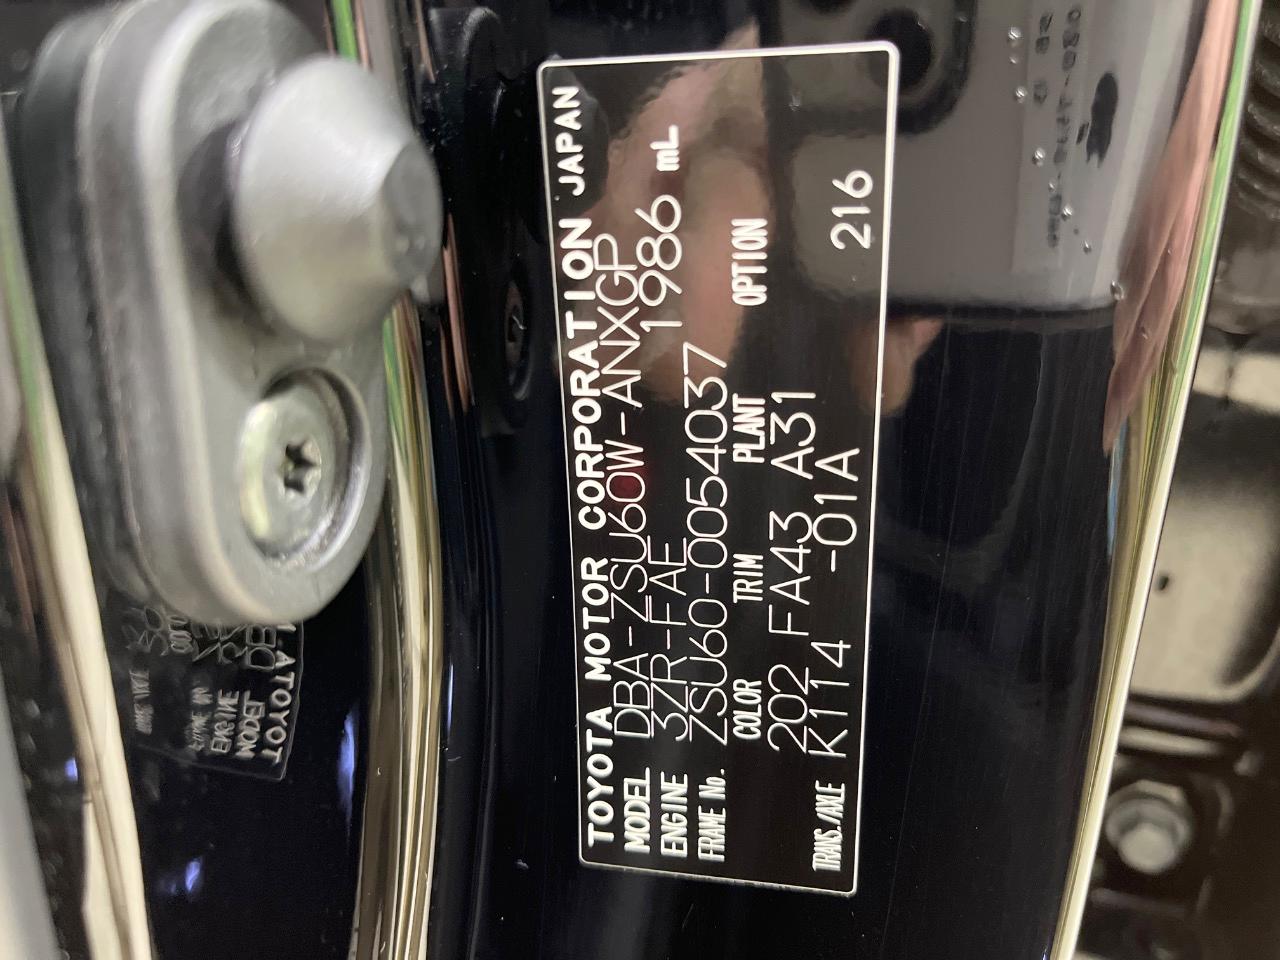 TOYOTA MOTOR CORPORATION JAPAN
MODEL DBA-ZSU60W-ANXGP
ENGINE 3ZR-FAE 1986 mL
FRAME No. ZSU60-0054037
COLOR TRIM PLANT OPTION
202 FA43 A31
TRANS./AXLE K114 -01A 216